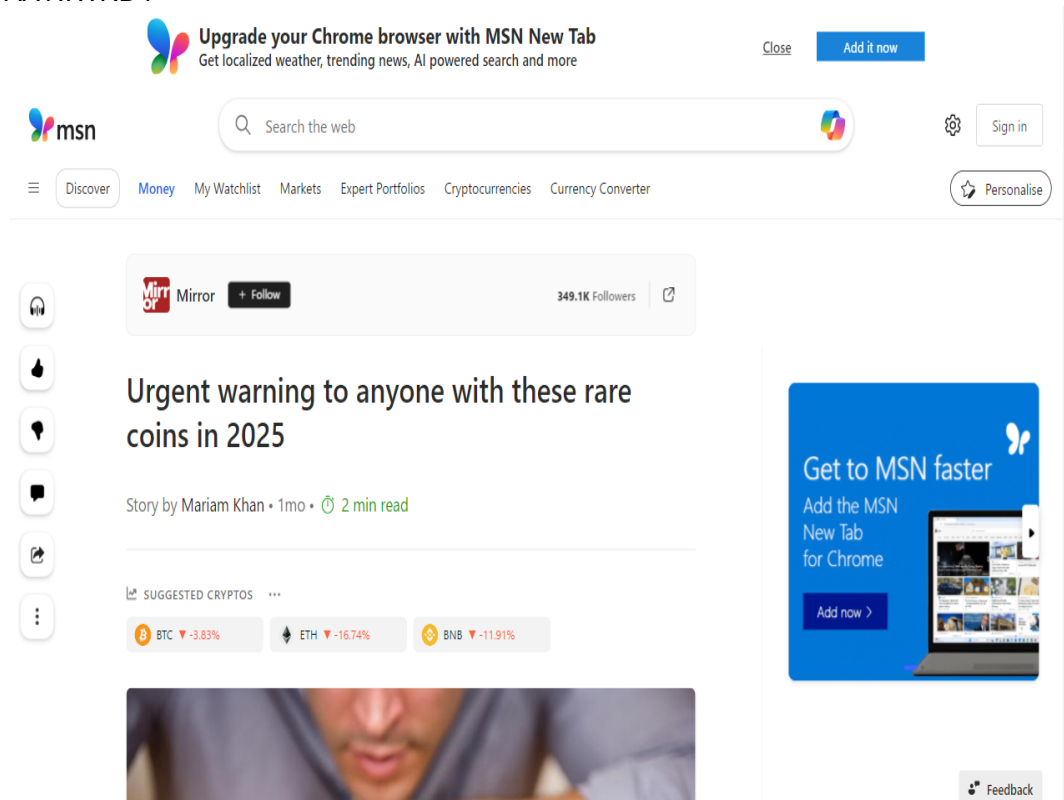 Upgrade your Chrome browser with MSN New Tab
Get localized weather, trending news, AI powered search and more
Close
Add it now
msn
Search the web
Sign in
Discover
Money
My Watchlist
Markets
Expert Portfolios
Cryptocurrencies
Currency Converter
Personalise
Mirror
Mirror
+ Follow
349.1K Followers
Urgent warning to anyone with these rare
coins in 2025
Story by Mariam Khan • 1mo • 2 min read
SUGGESTED CRYPTOS ...
BTC ▼ -3.83%
ETH ▼ -16.74%
BNB ▼ -11.91%
Get to MSN faster
Add the MSN
New Tab
for Chrome
Add now >
Feedback